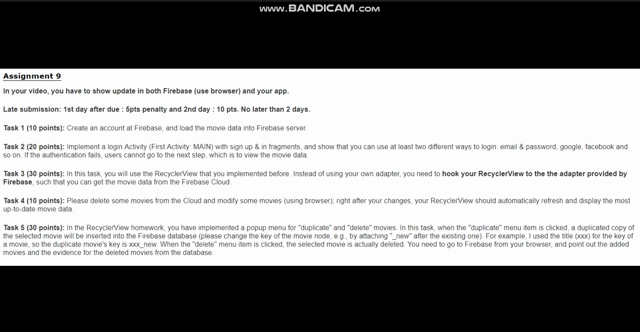 www.BANDICAM.com
Assignment 9
In your video, you have to show update in both Firebase (use browser) and your app.
Late submission: 1st day after due : 5pts penalty and 2nd day : 10 pts. No later than 2 days.
Task 1 (10 points): Create an account at Firebase, and load the movie data into Firebase server
Task 2 (20 points): Implement a login Activity (First Activity: MAIN) with sign up & in fragments, and show that you can use at least two different ways to login: email & password, google, facebook and
so on. If the authentication fails, users cannot go to the next step, which is to view the movie data.
Task 3 (30 points): In this task, you will use the RecyclerView that you implemented before. Instead of using your own adapter, you need to hook your RecyclerView to the the adapter provided by
Firebase, such that you can get the movie data from the Firebase Cloud.
Task 4 (10 points): Please delete some movies from the Cloud and modify some movies (using browser); right after your changes, your RecyclerView should automatically refresh and display the most
up-to-date movie data.
Task 5 (30 points): In the RecyclerView homework, you have implemented a popup menu for "duplicate" and "delete" movies. In this task, when the "duplicate" menu item is clicked, a duplicated copy of
the selected movie will be inserted into the Firebase database (please change the key of the movie node, e.g., by attaching "_new" after the existing one). For example, I used the title (xxx) for the key of
a movie, so the duplicate movie's key is xxx_new. When the "delete" menu item is clicked, the selected movie is actually deleted. You need to go to Firebase from your browser, and point out the added
movies and the evidence for the deleted movies from the database.